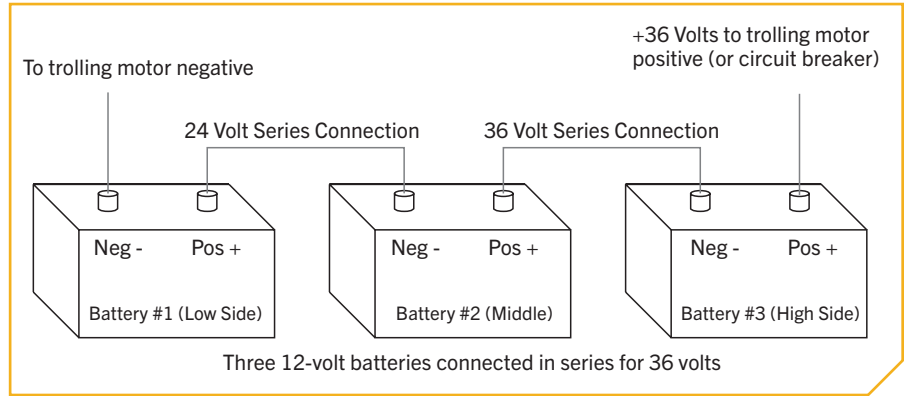 To trolling motor negative
+36 Volts to trolling motor
positive (or circuit breaker)
24 Volt Series Connection
36 Volt Series Connection
Neg -
Pos +
Neg -
Pos +
Neg -
Pos +
Battery #1 (Low Side)
Battery #2 (Middle)
Battery #3 (High Side)
Three 12-volt batteries connected in series for 36 volts